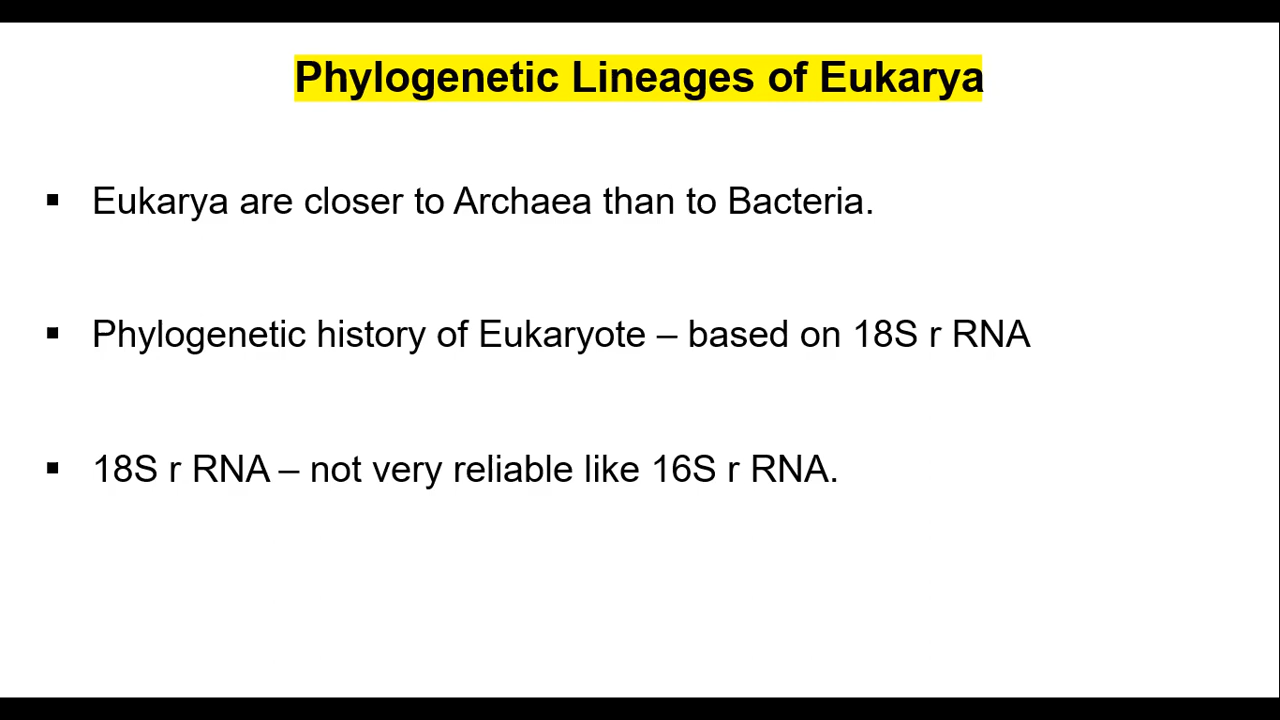 Phylogenetic Lineages of Eukarya
▪ Eukarya are closer to Archaea than to Bacteria.
▪ Phylogenetic history of Eukaryote – based on 18S r RNA
▪ 18S r RNA – not very reliable like 16S r RNA.